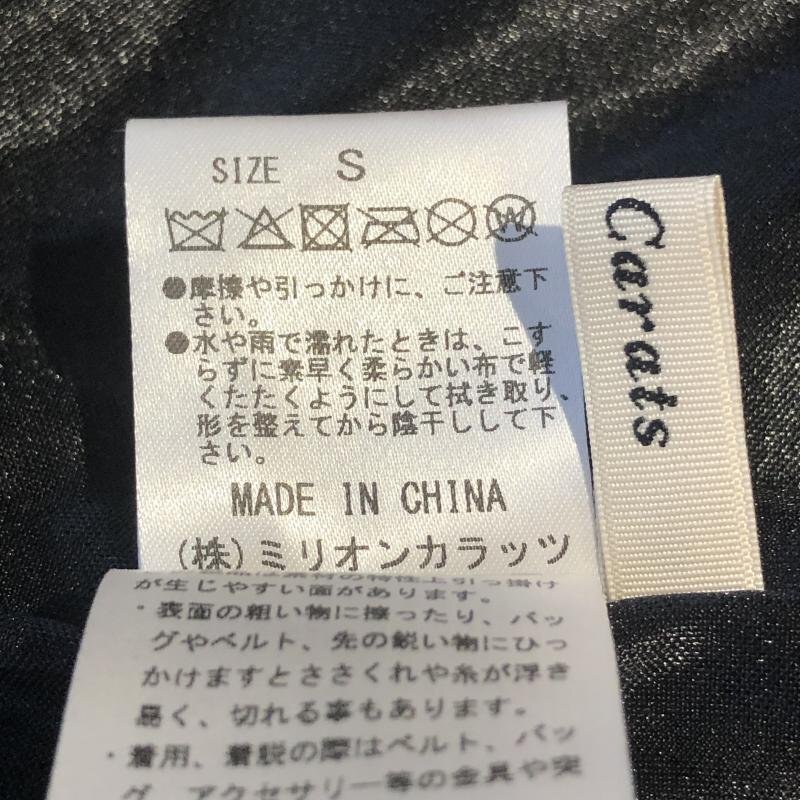 SIZE S
●摩擦や引っかけに、ご注意下
さい。
●水や雨で濡れたときは、こす
らずに素早く柔らかい布で軽
くたたくようにして拭き取り、
形を整えてから陰干しして下
さい。
MADE IN CHINA
(株)ミリオンカラッツ
Carats
が生じやすい面があります。
・表面の粗い物に擦ったり、バッ
グやベルト、先の鋭い物にひっ
かけますとささくれや糸が浮き
易く、切れる事もあります。
・着用、着脱の際はベルト、バッ
グ、アクセサリー等の金具や突